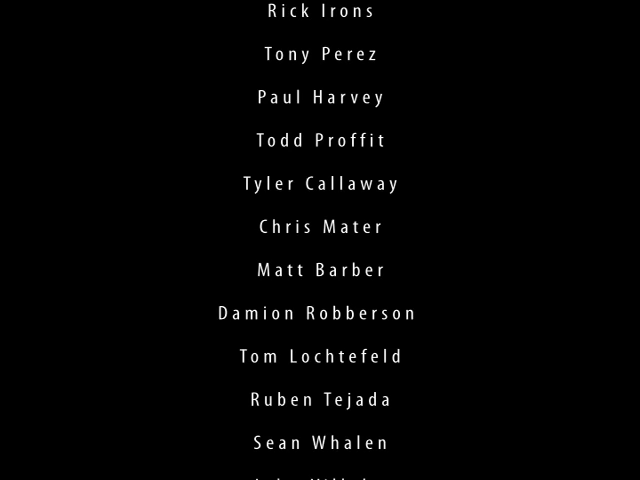 Rick Irons
Tony Perez
Paul Harvey
Todd Proffit
Tyler Callaway
Chris Mater
Matt Barber
Damion Robberson
Tom Lochtefeld
Ruben Tejada
Sean Whalen